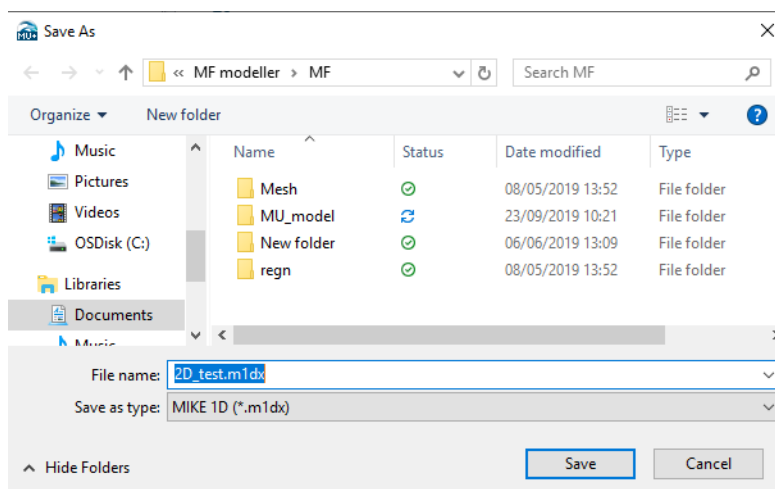 MU+ Save As
« MF modeller > MF
Search MF
Organize
New folder
Name Status Date modified Type
Music
Pictures
Videos
OSDisk (C:)
Libraries
Documents
Music
Mesh 08/05/2019 13:52 File folder
MU_model 23/09/2019 10:21 File folder
New folder 06/06/2019 13:09 File folder
regn 08/05/2019 13:52 File folder
File name: 2D_test.m1dx
Save as type: MIKE 1D (*.m1dx)
Hide Folders
Save
Cancel